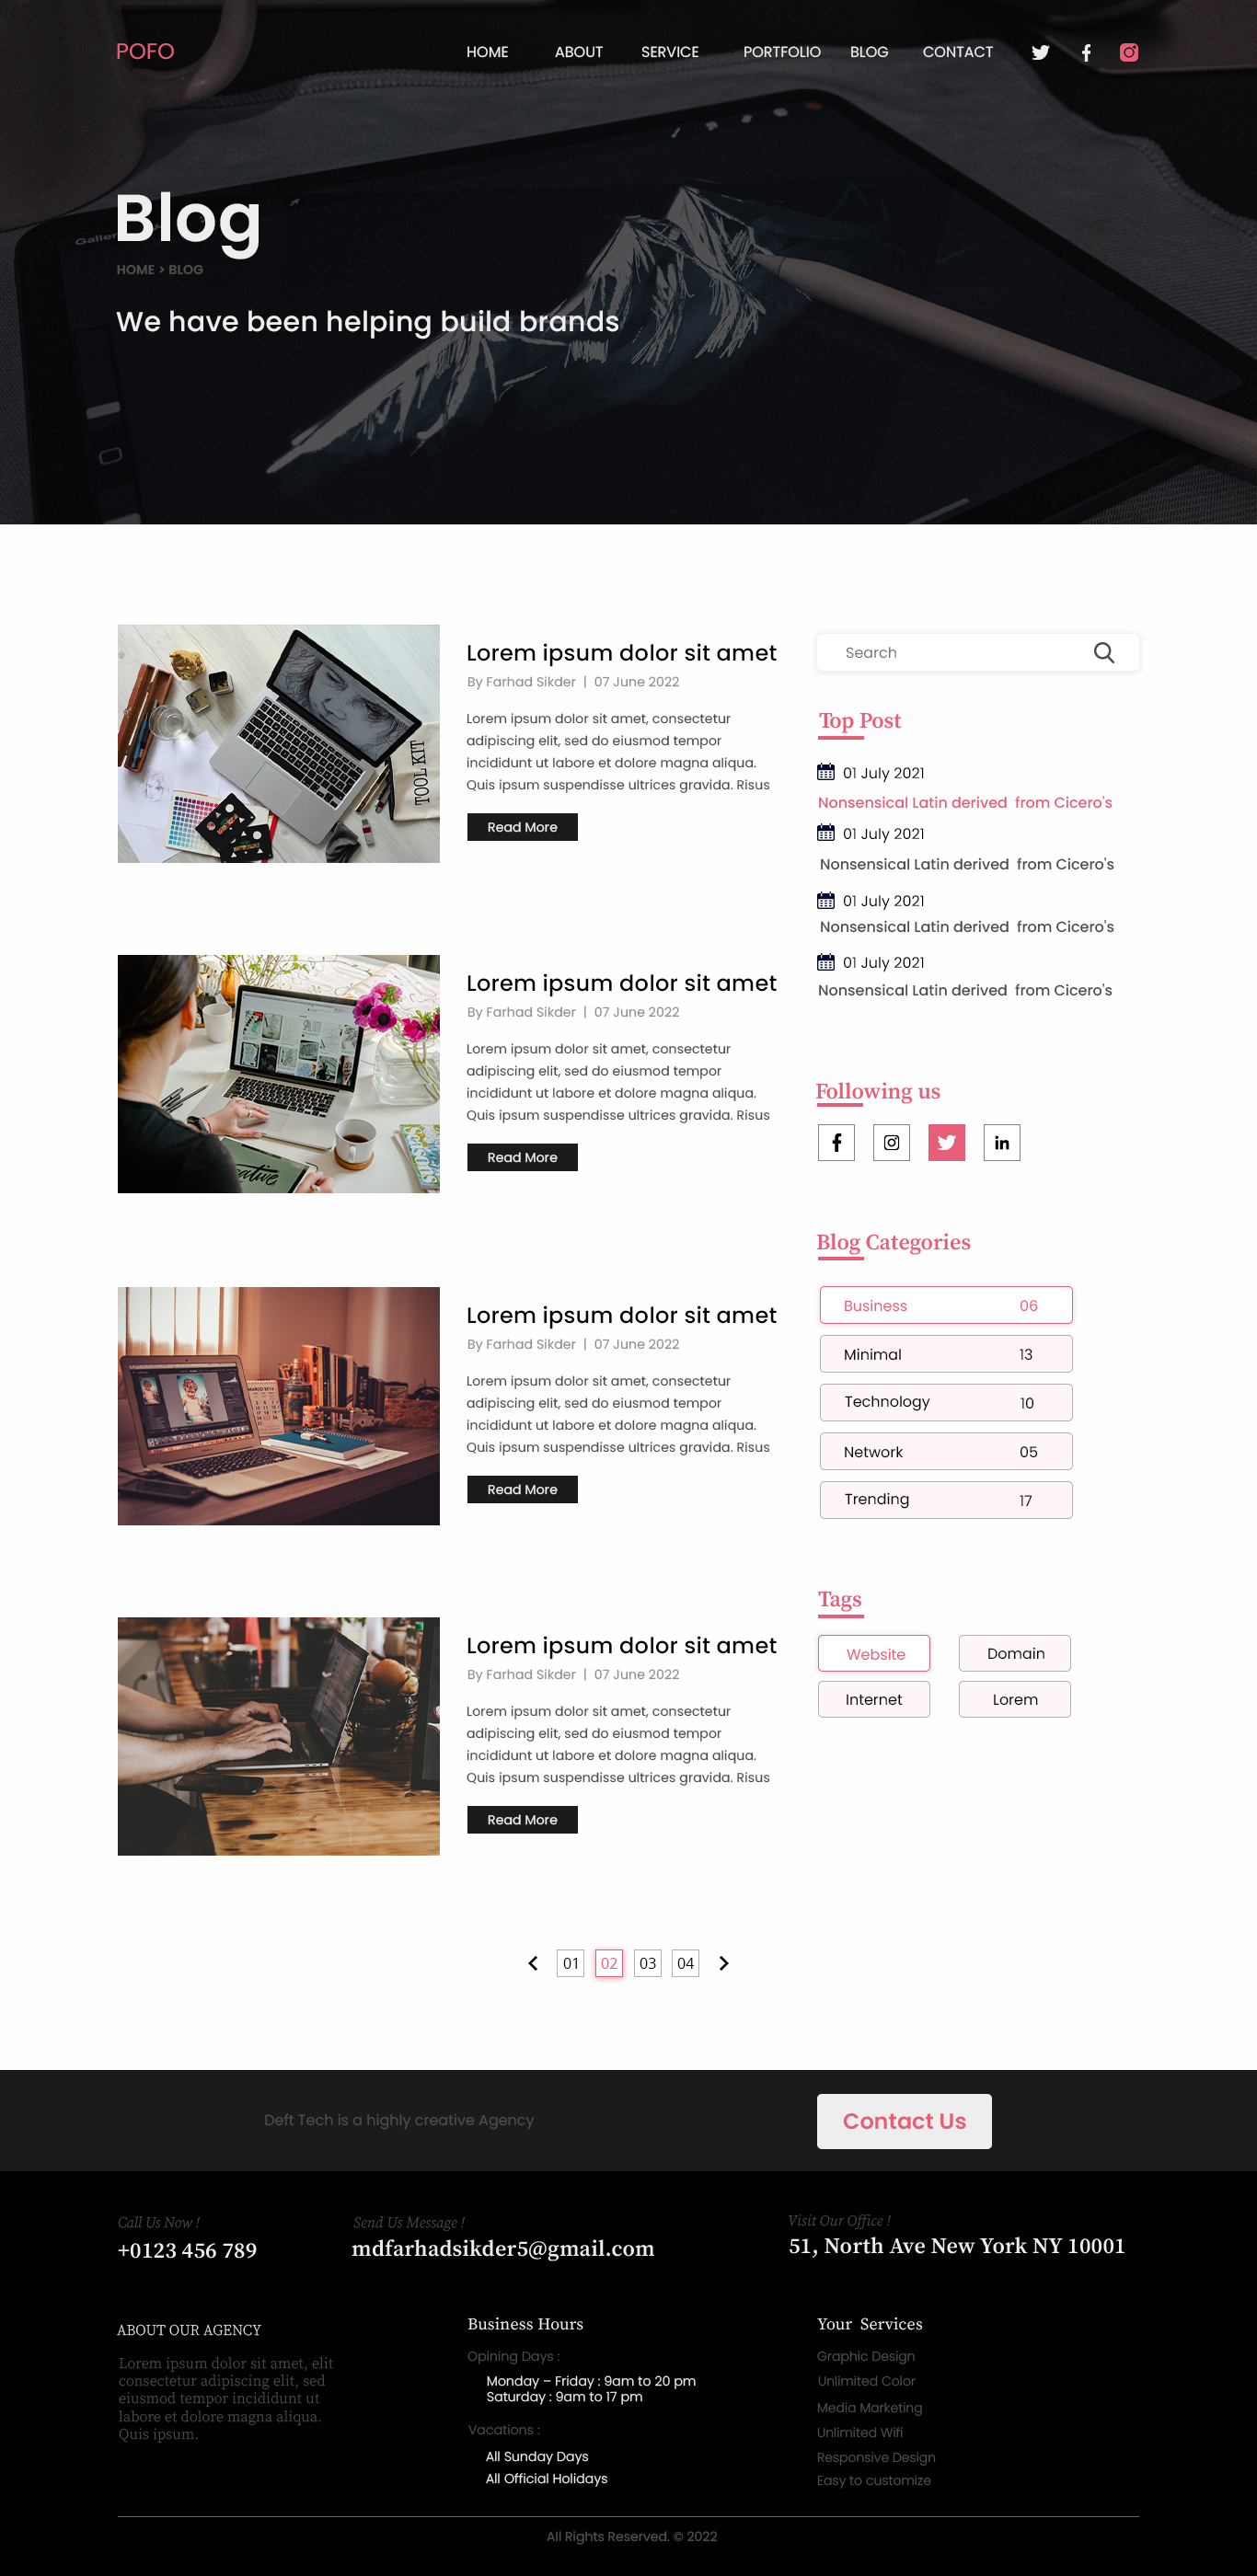 POFO
HOME ABOUT SERVICE PORTFOLIO BLOG CONTACT
Blog
HOME > BLOG
We have been helping build brands
TOOL KIT
Lorem ipsum dolor sit amet
By Farhad Sikder | 07 June 2022
Lorem ipsum dolor sit amet, consectetur
adipiscing elit, sed do eiusmod tempor
incididunt ut labore et dolore magna aliqua.
Quis ipsum suspendisse ultrices gravida. Risus
Read More
Lorem ipsum dolor sit amet
By Farhad Sikder | 07 June 2022
Lorem ipsum dolor sit amet, consectetur
adipiscing elit, sed do eiusmod tempor
incididunt ut labore et dolore magna aliqua.
Quis ipsum suspendisse ultrices gravida. Risus
Read More
Lorem ipsum dolor sit amet
By Farhad Sikder | 07 June 2022
Lorem ipsum dolor sit amet, consectetur
adipiscing elit, sed do eiusmod tempor
incididunt ut labore et dolore magna aliqua.
Quis ipsum suspendisse ultrices gravida. Risus
Read More
Lorem ipsum dolor sit amet
By Farhad Sikder | 07 June 2022
Lorem ipsum dolor sit amet, consectetur
adipiscing elit, sed do eiusmod tempor
incididunt ut labore et dolore magna aliqua.
Quis ipsum suspendisse ultrices gravida. Risus
Read More
Search
Top Post
01 July 2021
Nonsensical Latin derived from Cicero's
01 July 2021
Nonsensical Latin derived from Cicero's
01 July 2021
Nonsensical Latin derived from Cicero's
01 July 2021
Nonsensical Latin derived from Cicero's
Following us
Blog Categories
Business 06
Minimal 13
Technology 10
Network 05
Trending 17
Tags
Website Domain
Internet Lorem
01 02 03 04
Deft Tech is a highly creative Agency
Contact Us
Call Us Now !
+0123 456 789
Send Us Message !
mdfarhadsikder5@gmail.com
Visit Our Office !
51, North Ave New York NY 10001
ABOUT OUR AGENCY
Lorem ipsum dolor sit amet, elit
consectetur adipiscing elit, sed
eiusmod tempor incididunt ut
labore et dolore magna aliqua.
Quis ipsum.
Business Hours
Opining Days :
Monday – Friday : 9am to 20 pm
Saturday : 9am to 17 pm
Vacations :
All Sunday Days
All Official Holidays
Your Services
Graphic Design
Unlimited Color
Media Marketing
Unlimited Wifi
Responsive Design
Easy to customize
All Rights Reserved. © 2022